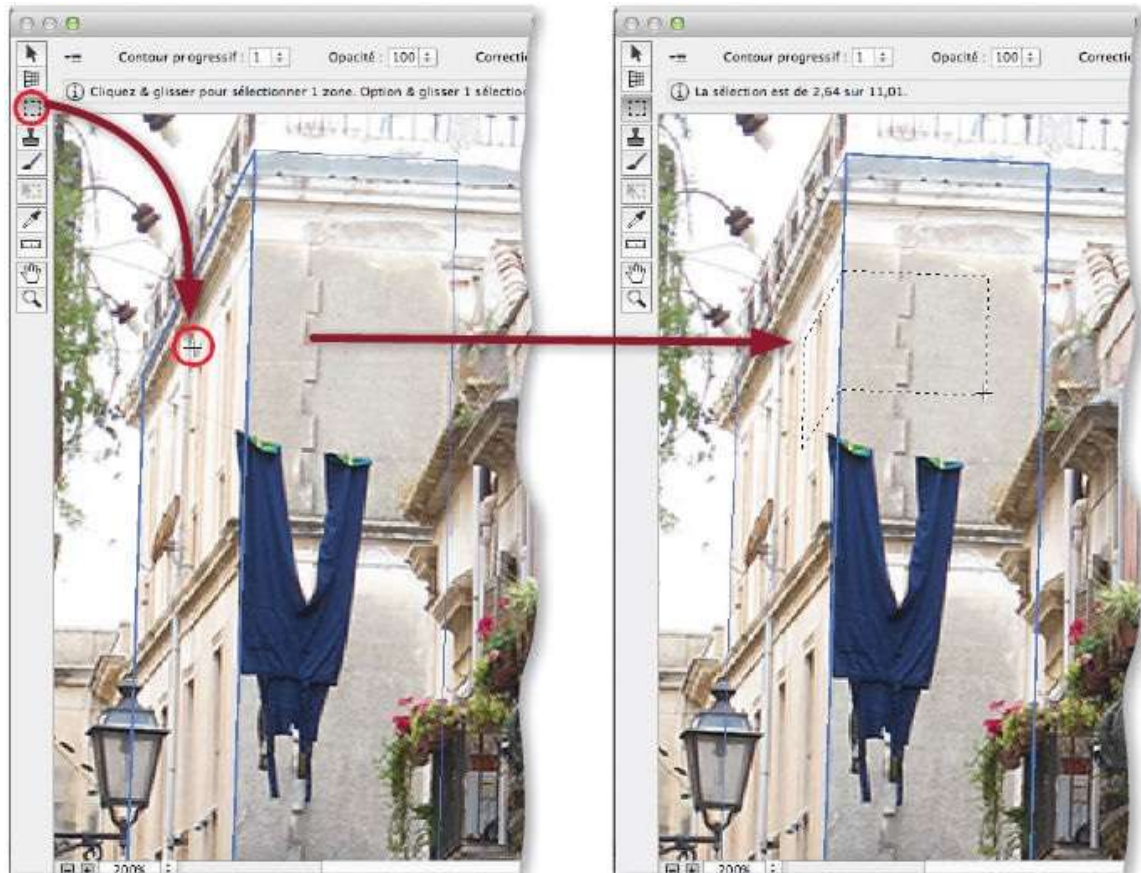 Contour progressif : 1 Opacité : 100 Correcti
Cliquez & glisser pour sélectionner 1 zone. Option & glisser 1 sélectio
200%
Contour progressif : 1 Opacité : 100 Correcti
La sélection est de 2,64 sur 11,01.
200%